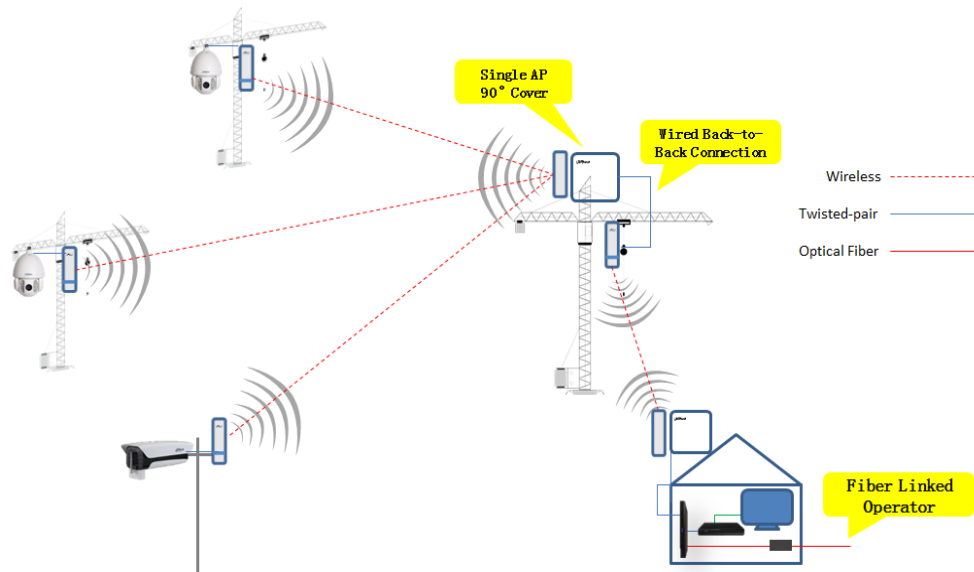 Single AP
90° Cover
Wired Back-to-
Back Connection
Wireless
Twisted-pair
Optical Fiber
Fiber Linked
Operator